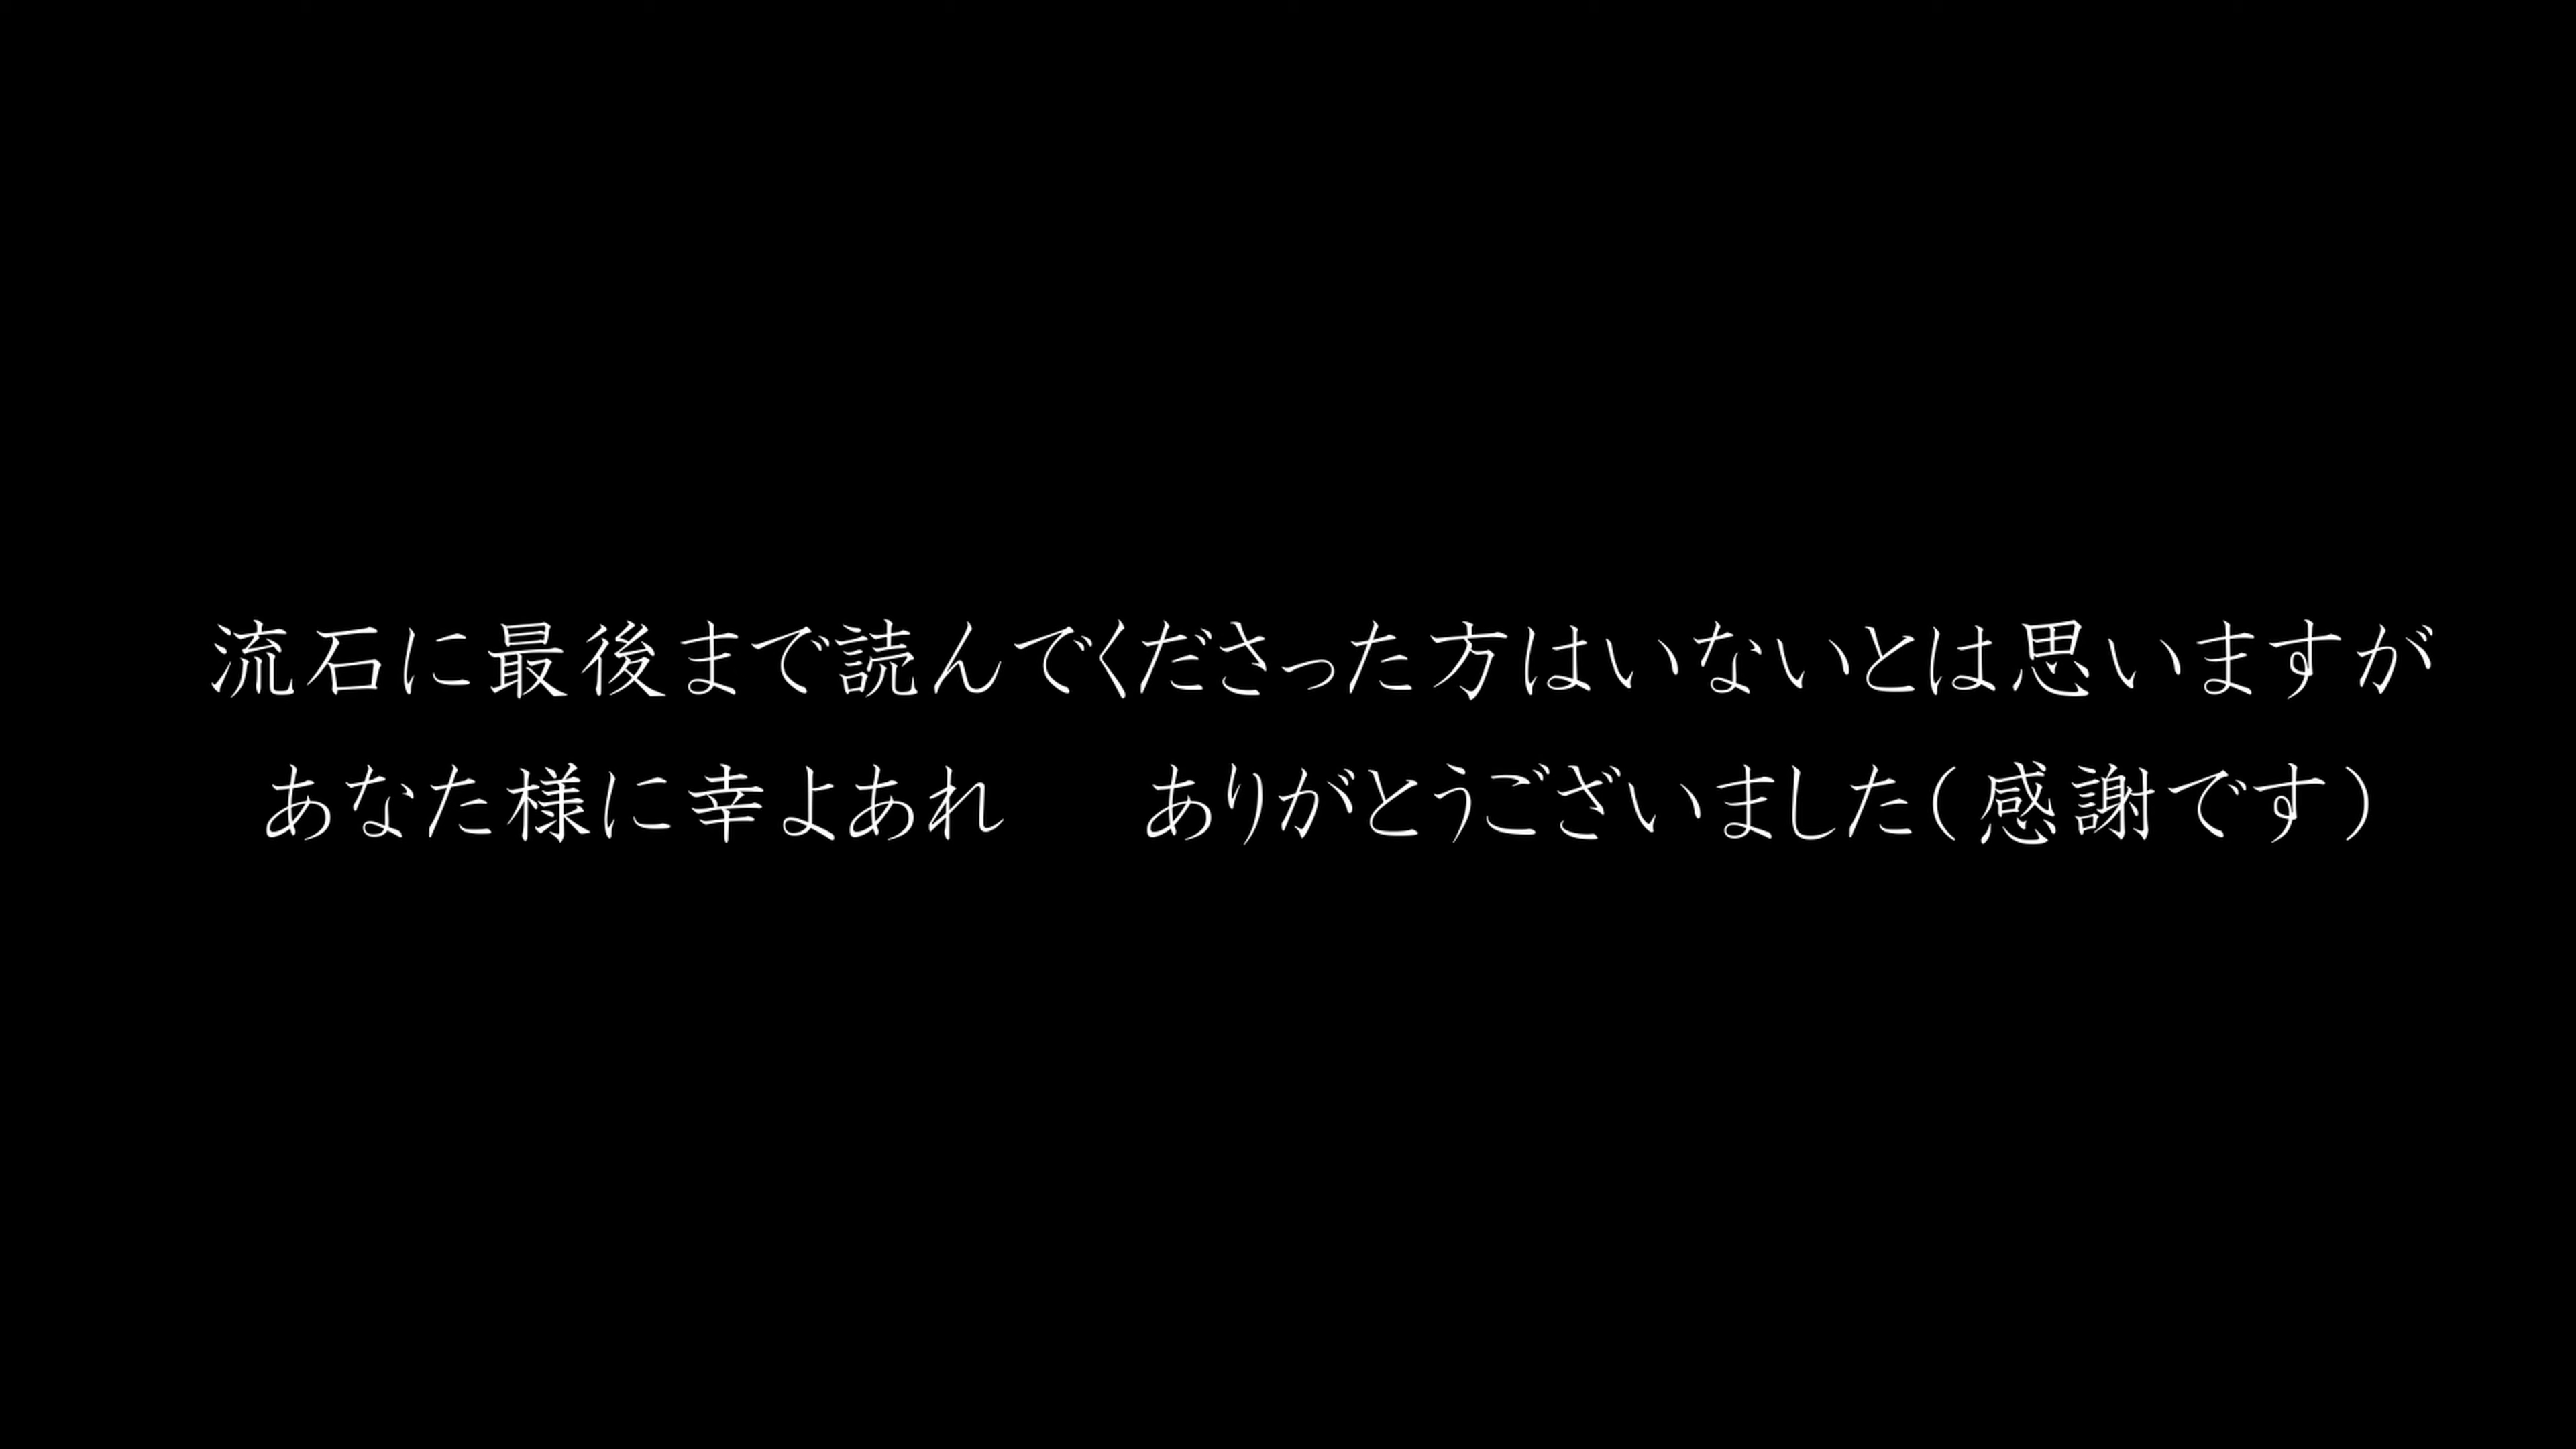 流石に最後まで読んでくださった方はいないとは思いますが
あなた様に幸よあれ　　ありがとうございました(感謝です)